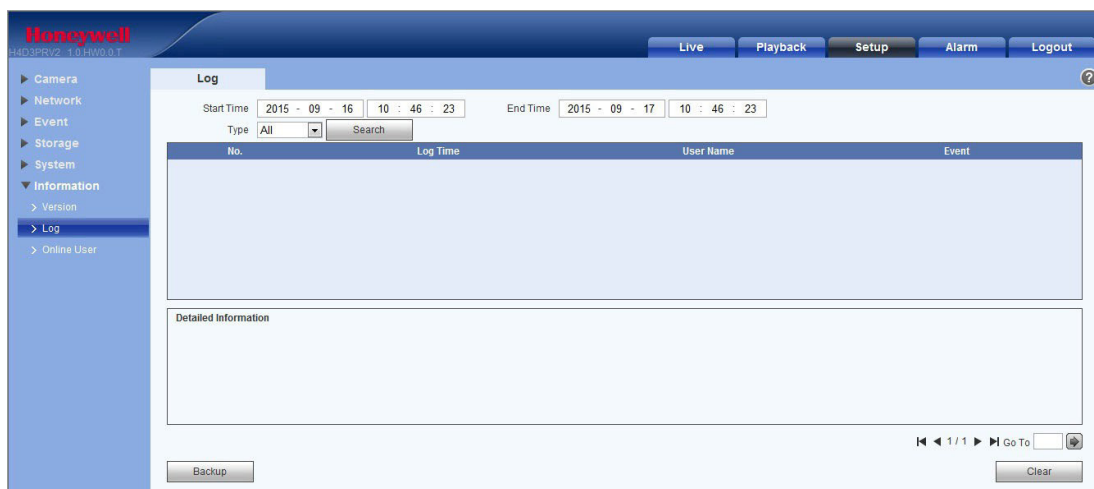 Honeywell
H4D3PRV2 1.0.HW0.0.T
Live Playback Setup Alarm Logout
Camera
Network
Event
Storage
System
Information
Version
Log
Online User
Log
?
Start Time 2015 - 09 - 16 10 : 46 : 23 End Time 2015 - 09 - 17 10 : 46 : 23
Type All Search
No. Log Time User Name Event
Detailed Information
1 / 1 Go To
Backup Clear